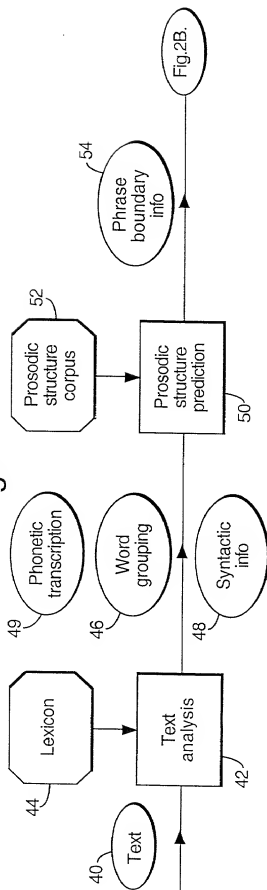 40
Text
44
Lexicon
Text
analysis
42
49
Phonetic
transcription
46
Word
grouping
48
Syntactic
info
52
Prosodic
structure
corpus
Prosodic
structure
prediction
50
54
Phrase
boundary
info
Fig.2B.